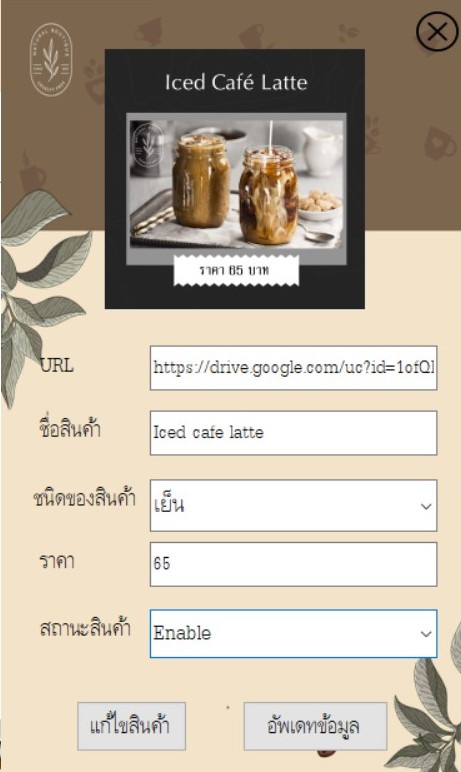 NATURAL BOUTIQUE
Iced Café Latte
ราคา 65 บาท
URL
https://drive.google.com/uc?id=1ofQI
ชื่อสินค้า
Iced cafe latte
ชนิดของสินค้า
เย็น
ราคา
65
สถานะสินค้า
Enable
แก้ไขสินค้า
อัพเดทข้อมูล